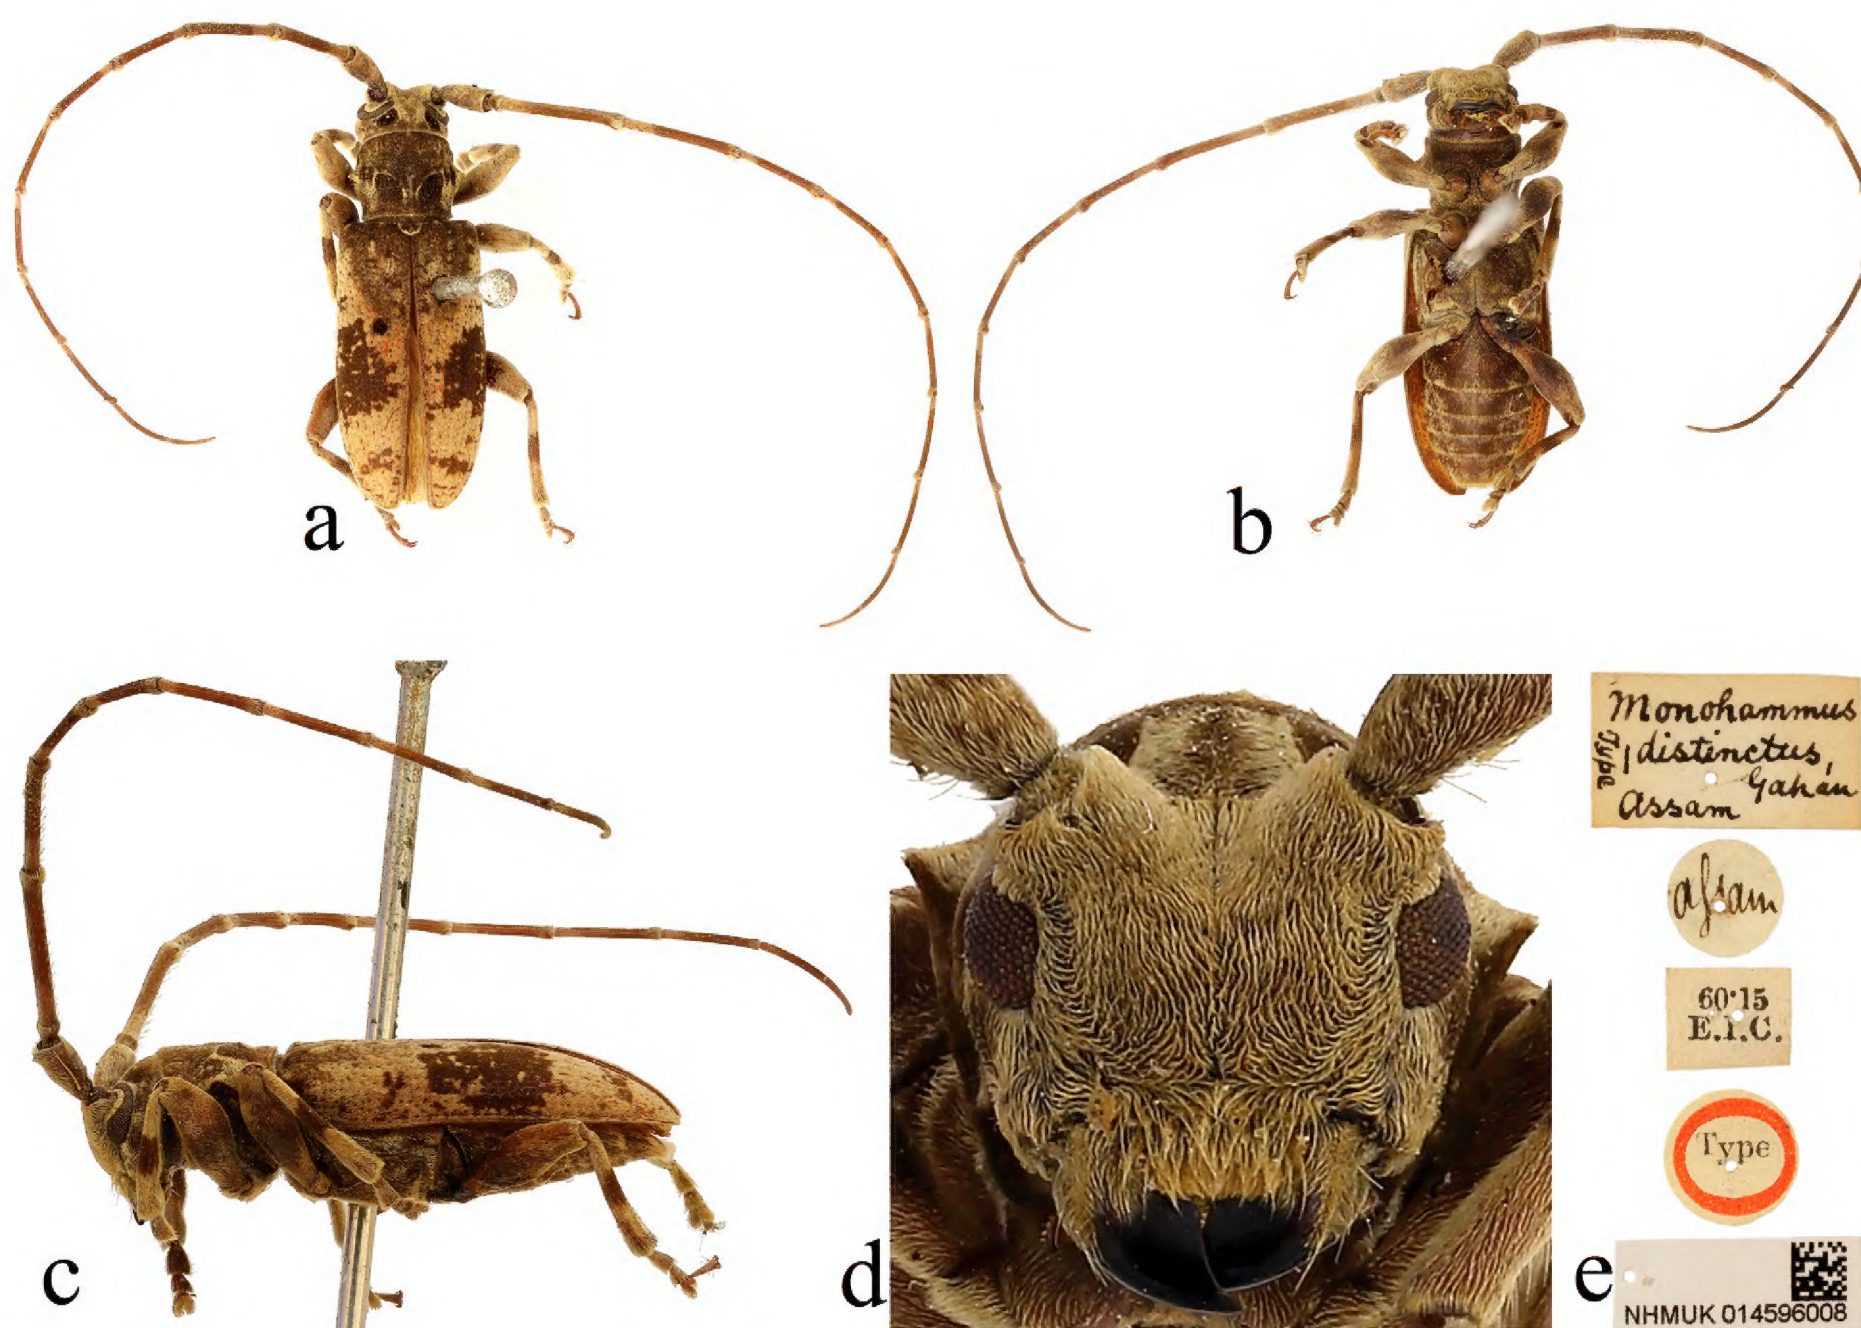 a
b
c
d
e
Monohammus
distinctus,
Gahan
Type
Assam
Assam
60·15
E.I.C.
Type
NHMUK 014596008